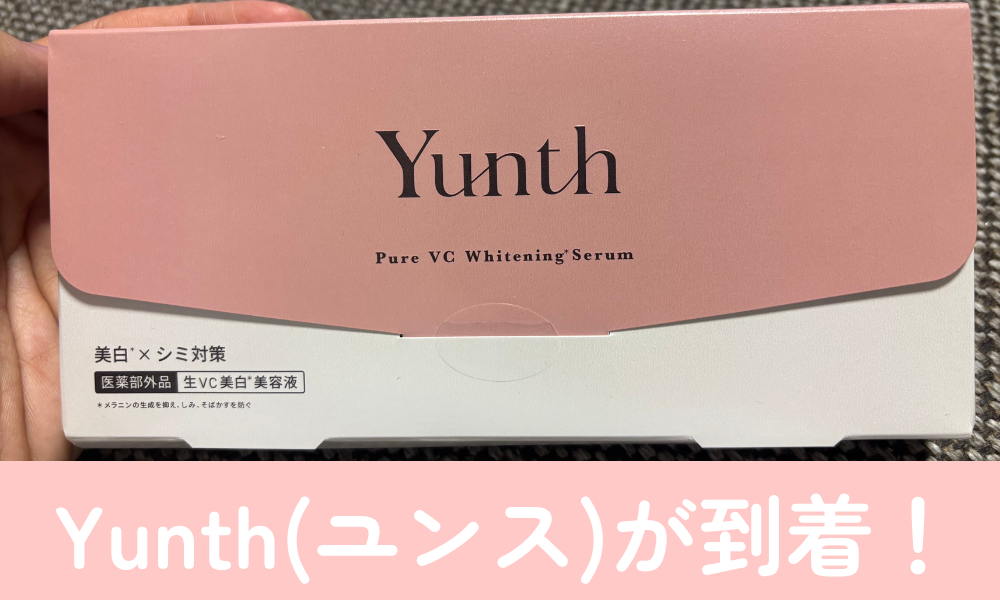 Yunth
Pure VC Whitening*Serum
美白*×シミ対策
医薬部外品 生VC美白*美容液
*メラニンの生成を抑え、しみ、そばかすを防ぐ
Yunth(ユンス)が到着！